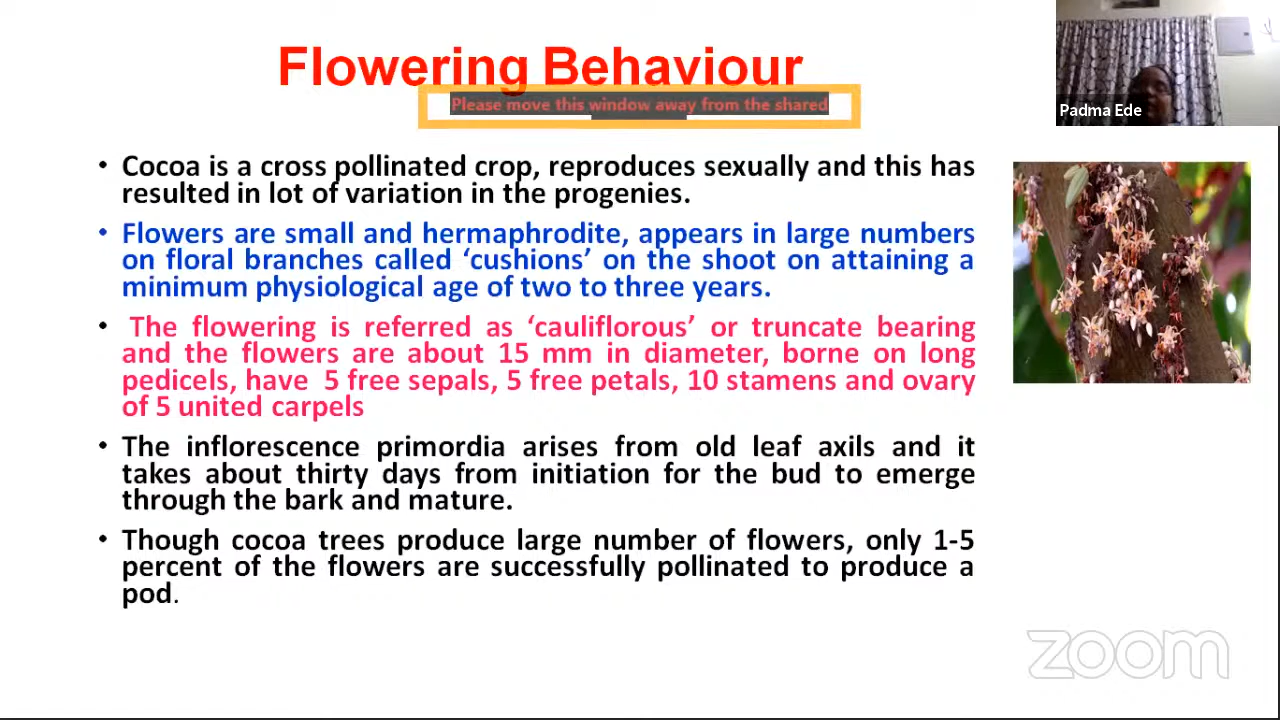 Flowering Behaviour
Please move this window away from the shared
Padma Ede
• Cocoa is a cross pollinated crop, reproduces sexually and this has
resulted in lot of variation in the progenies.
• Flowers are small and hermaphrodite, appears in large numbers
on floral branches called ‘cushions’ on the shoot on attaining a
minimum physiological age of two to three years.
• The flowering is referred as ‘cauliflorous’ or truncate bearing
and the flowers are about 15 mm in diameter, borne on long
pedicels, have 5 free sepals, 5 free petals, 10 stamens and ovary
of 5 united carpels
• The inflorescence primordia arises from old leaf axils and it
takes about thirty days from initiation for the bud to emerge
through the bark and mature.
• Though cocoa trees produce large number of flowers, only 1-5
percent of the flowers are successfully pollinated to produce a
pod.
zoom